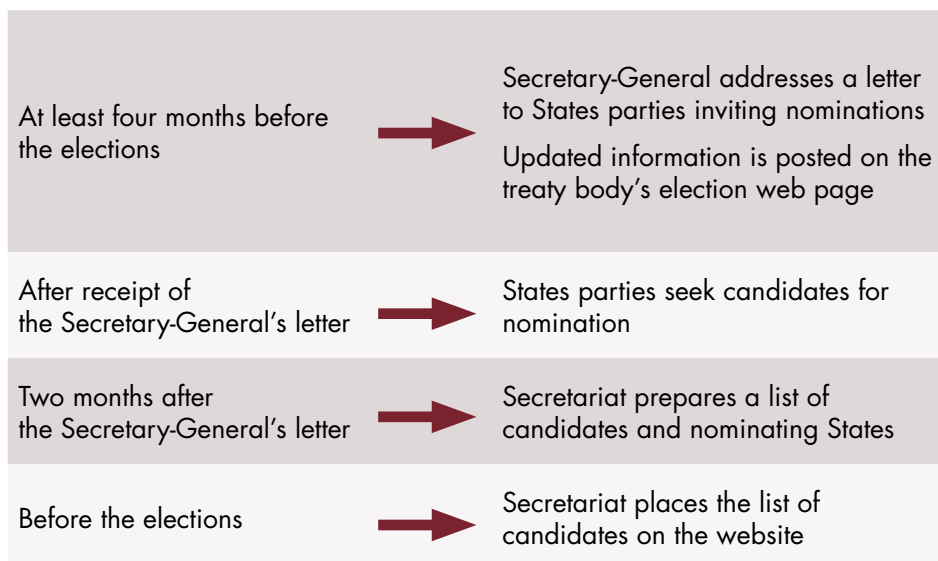 At least four months before
the elections
Secretary-General addresses a letter
to States parties inviting nominations
Updated information is posted on the
treaty body's election web page
After receipt of
the Secretary-General's letter
States parties seek candidates for
nomination
Two months after
the Secretary-General's letter
Secretariat prepares a list of
candidates and nominating States
Before the elections
Secretariat places the list of
candidates on the website